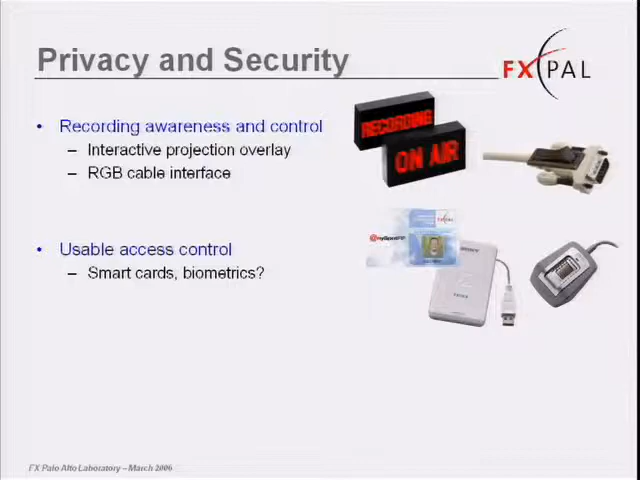 Privacy and Security
FX PAL
• Recording awareness and control
– Interactive projection overlay
– RGB cable interface
RECORDING
ON AIR
• Usable access control
– Smart cards, biometrics?
SONY
FX Palo Alto Laboratory – March 2006